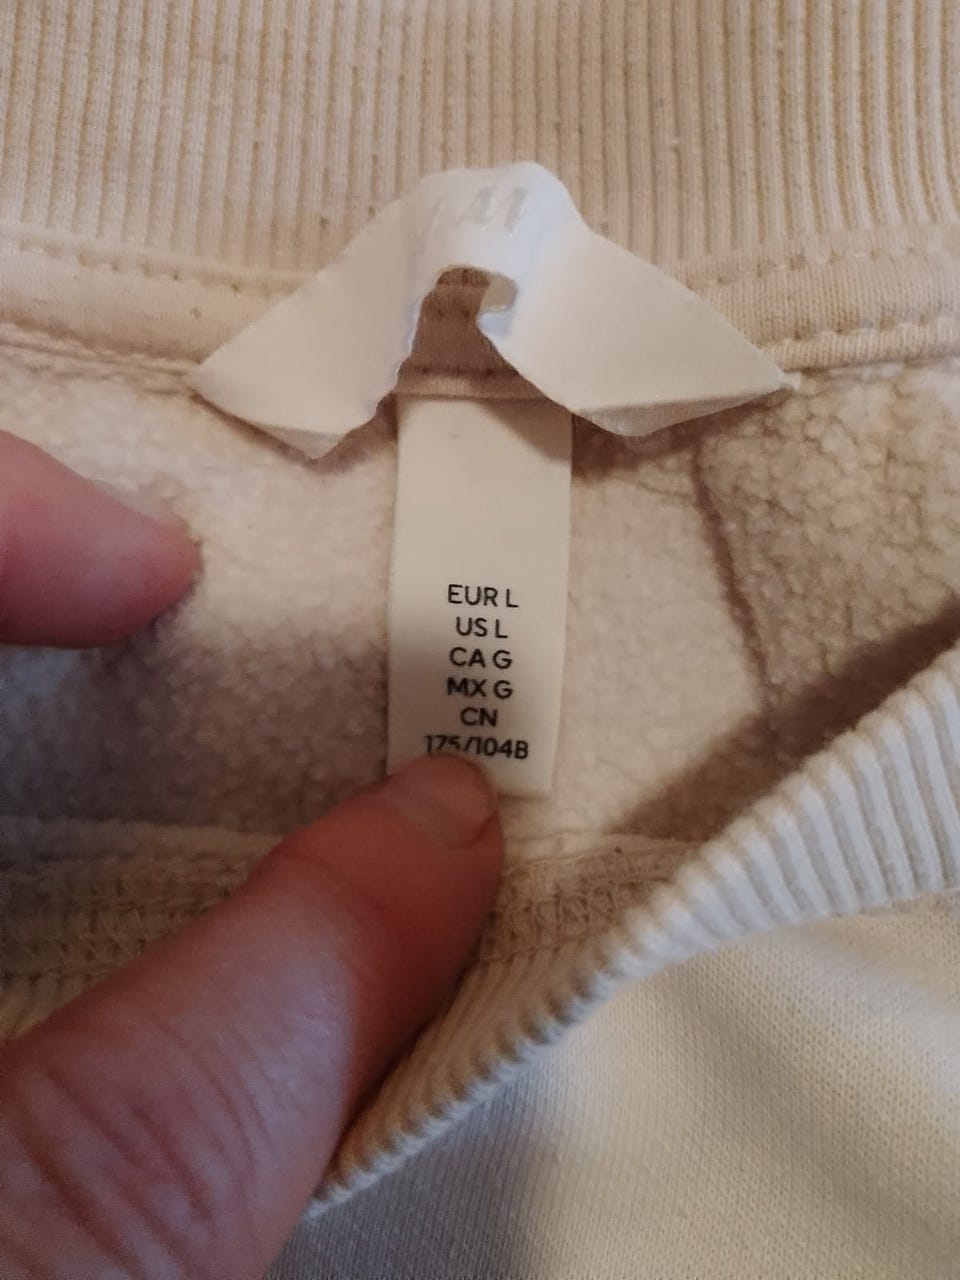 EUR L
US L
CA G
MX G
CN
175/104B